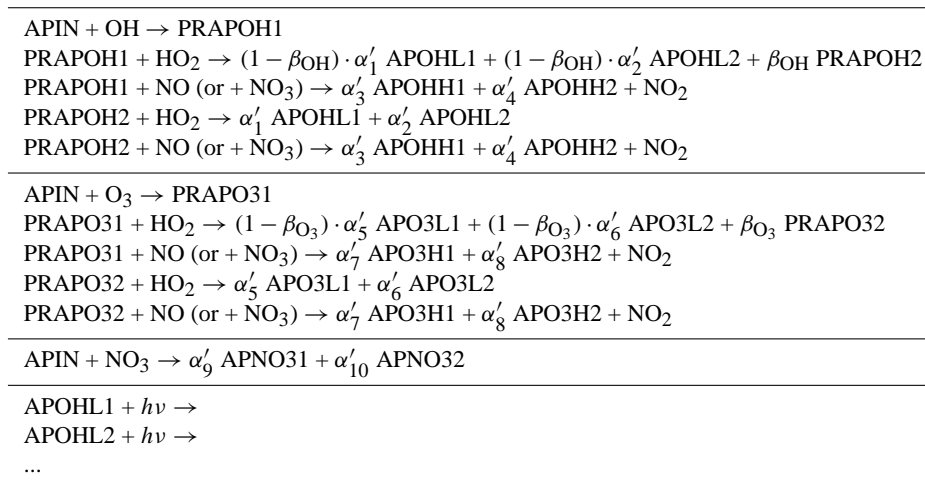 APIN + OH → PRAPOH1
PRAPOH1 + HO₂ → (1 − β_OH) · α′₁ APOHL1 + (1 − β_OH) · α′₂ APOHL2 + β_OH PRAPOH2
PRAPOH1 + NO (or + NO₃) → α′₃ APOHH1 + α′₄ APOHH2 + NO₂
PRAPOH2 + HO₂ → α′₁ APOHL1 + α′₂ APOHL2
PRAPOH2 + NO (or + NO₃) → α′₃ APOHH1 + α′₄ APOHH2 + NO₂
APIN + O₃ → PRAPO31
PRAPO31 + HO₂ → (1 − β_O₃) · α′₅ APO3L1 + (1 − β_O₃) · α′₆ APO3L2 + β_O₃ PRAPO32
PRAPO31 + NO (or + NO₃) → α′₇ APO3H1 + α′₈ APO3H2 + NO₂
PRAPO32 + HO₂ → α′₅ APO3L1 + α′₆ APO3L2
PRAPO32 + NO (or + NO₃) → α′₇ APO3H1 + α′₈ APO3H2 + NO₂
APIN + NO₃ → α′₉ APNO31 + α′₁₀ APNO32
APOHL1 + hν →
APOHL2 + hν →
...